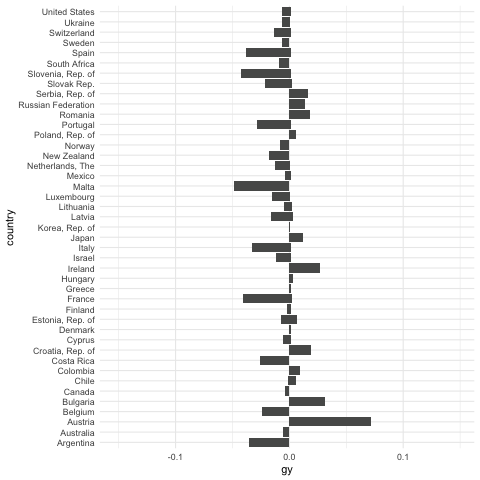 United States
Ukraine
Switzerland
Sweden
Spain
South Africa
Slovenia, Rep. of
Slovak Rep.
Serbia, Rep. of
Russian Federation
Romania
Portugal
Poland, Rep. of
Norway
New Zealand
Netherlands, The
Mexico
Malta
Luxembourg
Lithuania
Latvia
Korea, Rep. of
Japan
Italy
Israel
Ireland
Hungary
Greece
France
Finland
Estonia, Rep. of
Denmark
Cyprus
Croatia, Rep. of
Costa Rica
Colombia
Chile
Canada
Bulgaria
Belgium
Austria
Australia
Argentina
country
-0.1 0.0 0.1
gy